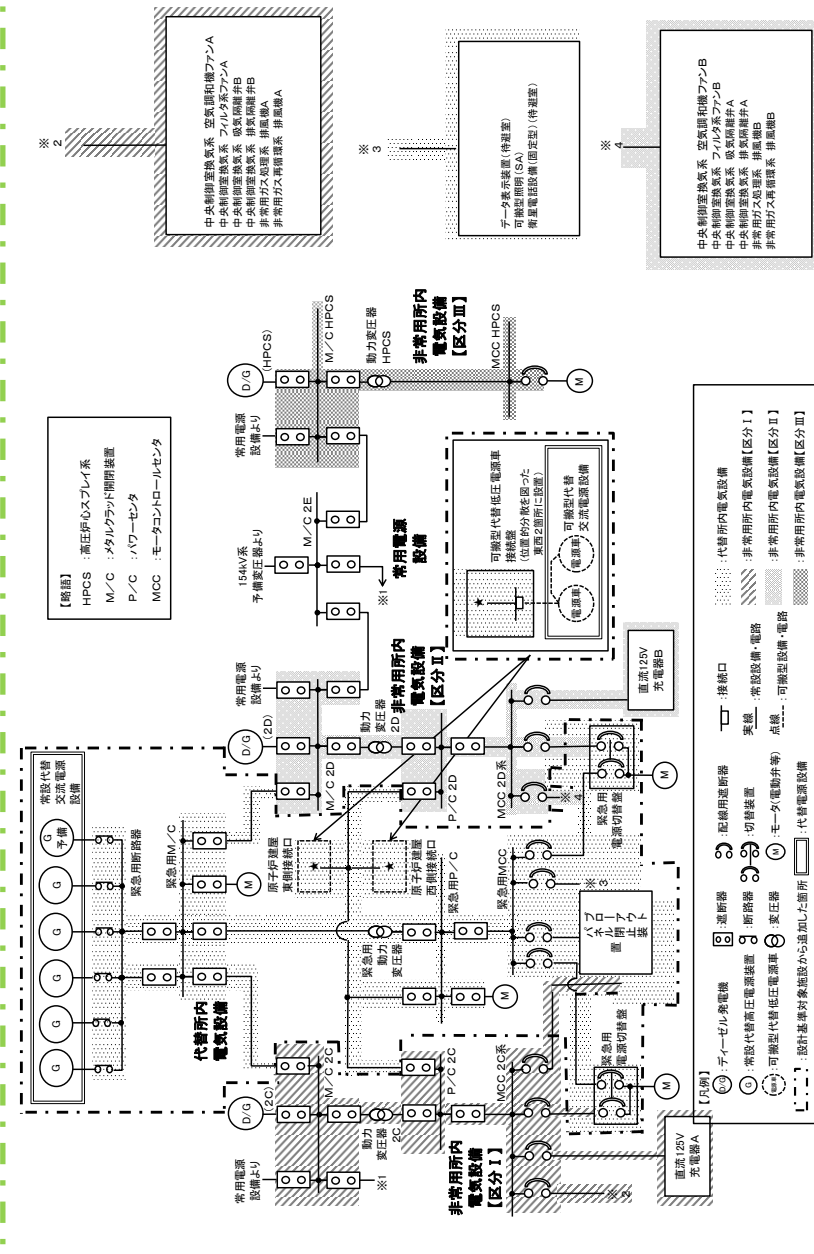 【略語】
HPCS :高圧炉心スプレイ系
M/C :メタルクラッド開閉装置
P/C :パワーセンタ
MCC :モータコントロールセンタ
常設代替
交流電源
設備
G
G
G
G
G
G
予備
緊急用断路器
緊急用M/C
M
代替所内
電気設備
緊急用
動力
変圧器
緊急用P/C
M
緊急用MCC
※3
ブローアウト
パネル閉止装
置
原子炉建屋
東側接続口
★
原子炉建屋
西側接続口
★
常用電源
設備より
D/G
(2C)
M/C 2C
※1
動力
変圧器
2C
P/C 2C
非常用所内
電気設備
【区分Ⅰ】
MCC 2C系
※2
直流125V
充電器A
緊急用
電源切替盤
M
D/G
(2D)
常用電源
設備より
M/C 2D
動力
変圧器
2D
非常用所内
電気設備
【区分Ⅱ】
P/C 2D
MCC 2D系
※4
緊急用
電源切替盤
M
直流125V
充電器B
154kV系
予備変圧器より
M/C 2E
※1
常用電源
設備
常用電源
設備より
D/G
(HPCS)
M/C HPCS
動力変圧器
HPCS
非常用所内
電気設備
【区分Ⅲ】
MCC HPCS
M
可搬型代替低圧電源車
接続盤
(位置的分散を図った
東西2箇所に設置)
★
電源車
電源車
可搬型代替
交流電源設備
※2
中央制御室換気系 空気調和機ファンA
中央制御室換気系 フィルタ系ファンA
中央制御室換気系 吸気隔離弁B
中央制御室換気系 排気隔離弁B
非常用ガス処理系 排風機A
非常用ガス再循環系 排風機A
※3
データ表示装置(待避室)
可搬型照明(SA)
衛星電話設備(固定型)(待避室)
※4
中央制御室換気系 空気調和機ファンB
中央制御室換気系 フィルタ系ファンB
中央制御室換気系 吸気隔離弁A
中央制御室換気系 排気隔離弁A
非常用ガス処理系 排風機B
非常用ガス再循環系 排風機B
【凡例】
D/G :ディーゼル発電機
G :常設代替高圧電源装置
電源車 :可搬型代替低圧電源車
:設計基準対象施設から追加した箇所
:遮断器
:断路器
:変圧器
:代替電源設備
:配線用遮断器
:切替装置
M :モータ(電動弁等)
:接続口
実線 :常設設備・電路
点線 :可搬型設備・電路
:代替所内電気設備
:非常用所内電気設備【区分Ⅰ】
:非常用所内電気設備【区分Ⅱ】
:非常用所内電気設備【区分Ⅲ】